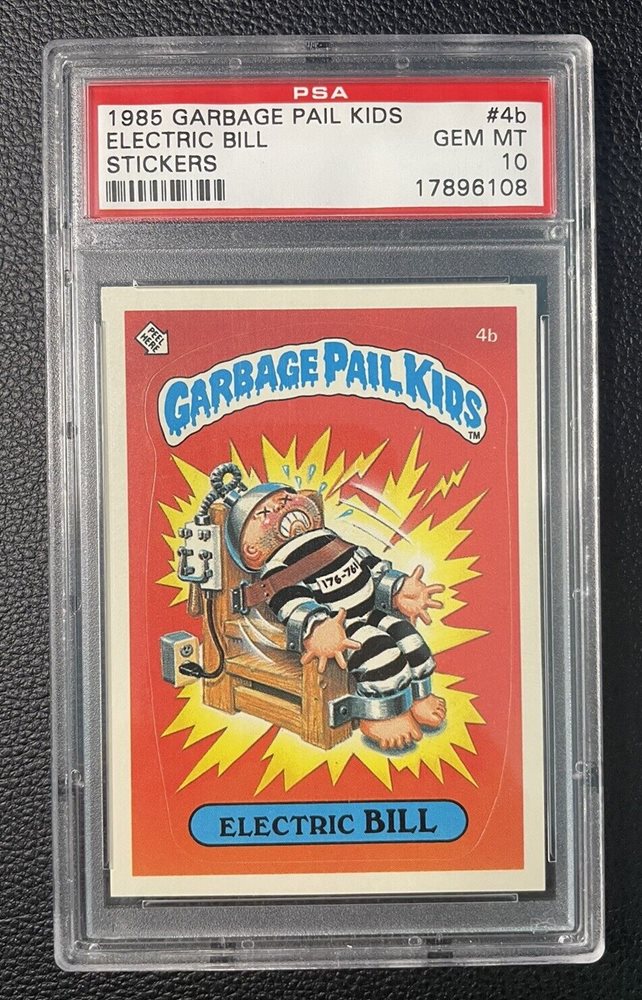 PSA
1985 GARBAGE PAIL KIDS #4b
ELECTRIC BILL GEM MT
STICKERS 10
17896108
PEEL HERE
4b
GARBAGE PAIL KIDS
TM
176-761
ELECTRIC BILL